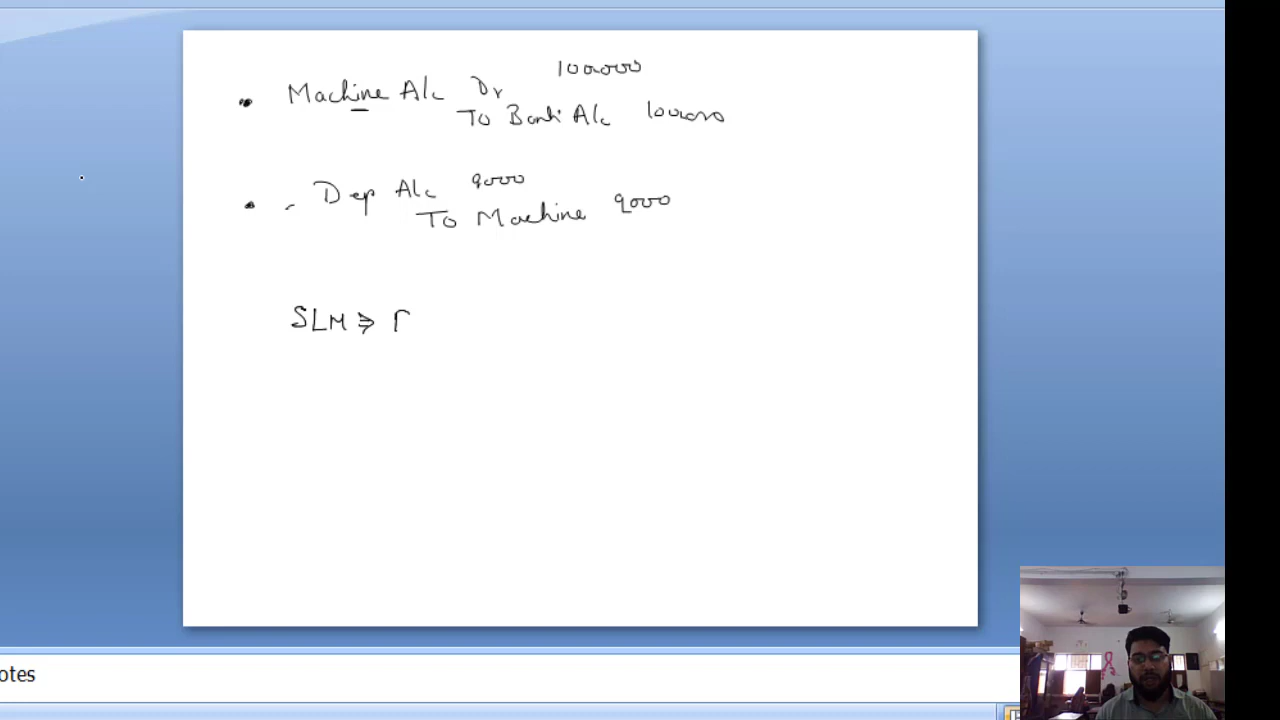 Machine A/c Dr 100000
To Bank A/c 100000
Dep A/c 9000
To Machine 9000
SLM ⇒
otes